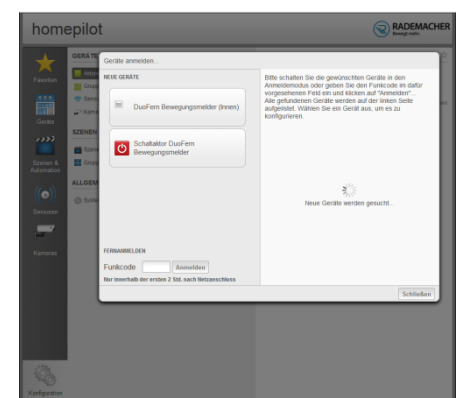 homepilot
RADEMACHER
Bewegt mehr.
Favoriten
Geräte
Szenen &
Automation
Sensoren
Kameras
Konfiguration
GERÄTE
SZENEN
ALLGEM
Geräte anmelden...
NEUE GERÄTE
DuoFern Bewegungsmelder (Innen)
Schaltaktor DuoFern
Bewegungsmelder
FERNANMELDEN
Funkcode
Anmelden
Nur innerhalb der ersten 2 Std. nach Netzanschluss
Bitte schalten Sie die gewünschten Geräte in den
Anmeldemodus oder geben Sie den Funkcode im dafür
vorgesehenen Feld ein und klicken auf "Anmelden"...
Alle gefundenen Geräte werden auf der linken Seite
aufgelistet. Wählen Sie ein Gerät aus, um es zu
konfigurieren.
Neue Geräte werden gesucht...
Schließen